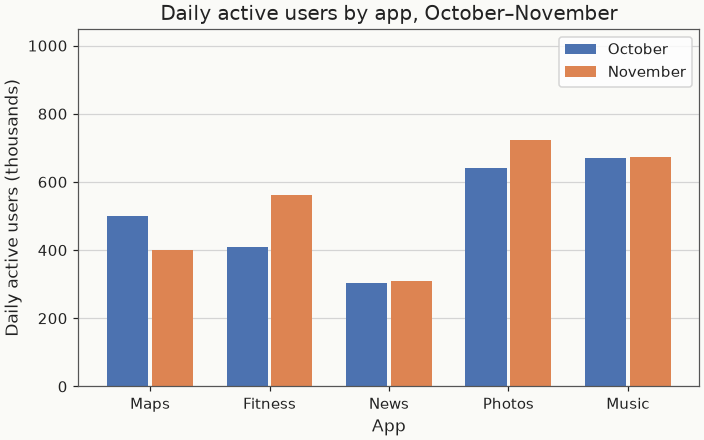 Daily active users by app, October–November
Daily active users (thousands)
1000
800
600
400
200
0
October
November
Maps
Fitness
News
Photos
Music
App